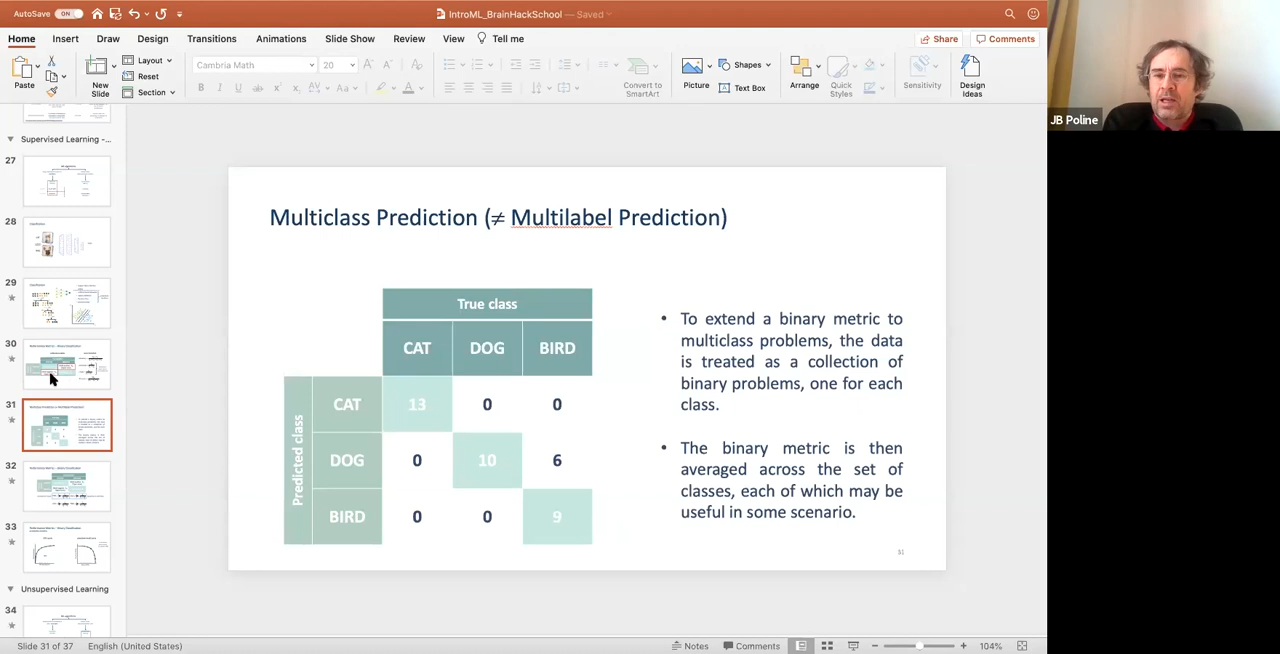 AutoSave ON IntroML_BrainHackSchool — Saved
Home Insert Draw Design Transitions Animations Slide Show Review View Tell me Share Comments
Paste New Slide Layout Reset Section Cambria Math 20 Convert to SmartArt Picture Shapes Text Box Arrange Quick Styles Sensitivity Design Ideas
JB Poline
Supervised Learning -...
27
28
29
30
31
32
33
Unsupervised Learning
34
Multiclass Prediction (≠ Multilabel Prediction)
True class
CAT DOG BIRD
Predicted class
CAT 13 0 0
DOG 0 10 6
BIRD 0 0 9
• To extend a binary metric to
multiclass problems, the data
is treated as a collection of
binary problems, one for each
class.
• The binary metric is then
averaged across the set of
classes, each of which may be
useful in some scenario.
31
Slide 31 of 37 English (United States) Notes Comments 104%